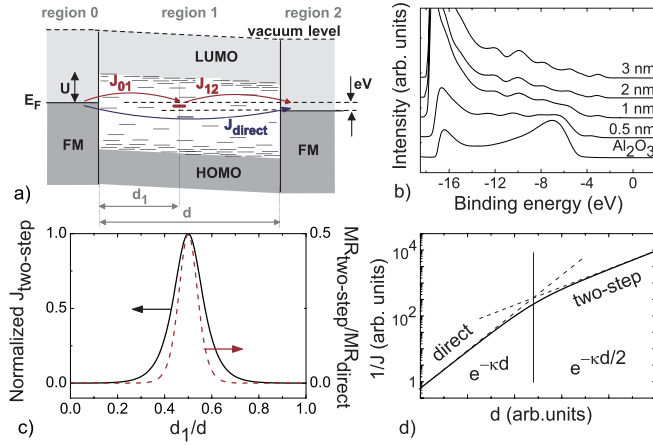 region 0 region 1 region 2
vacuum level
LUMO
U
J01 J12
eV
EF
Jdirect
FM FM
HOMO
d1
d
a)
Intensity (arb. units)
3 nm
2 nm
1 nm
0.5 nm
Al2O3
-16 -12 -8 -4 0
Binding energy (eV)
b)
Normalized Jtwo-step
1.0
0.5
0.0
0.0 0.2 0.4 0.6 0.8 1.0
d1/d
0.5
0.0
MRtwo-step/MRdirect
c)
1/J (arb. units)
10^4
10^2
1
direct
two-step
e^-κd
e^-κd/2
d (arb.units)
d)